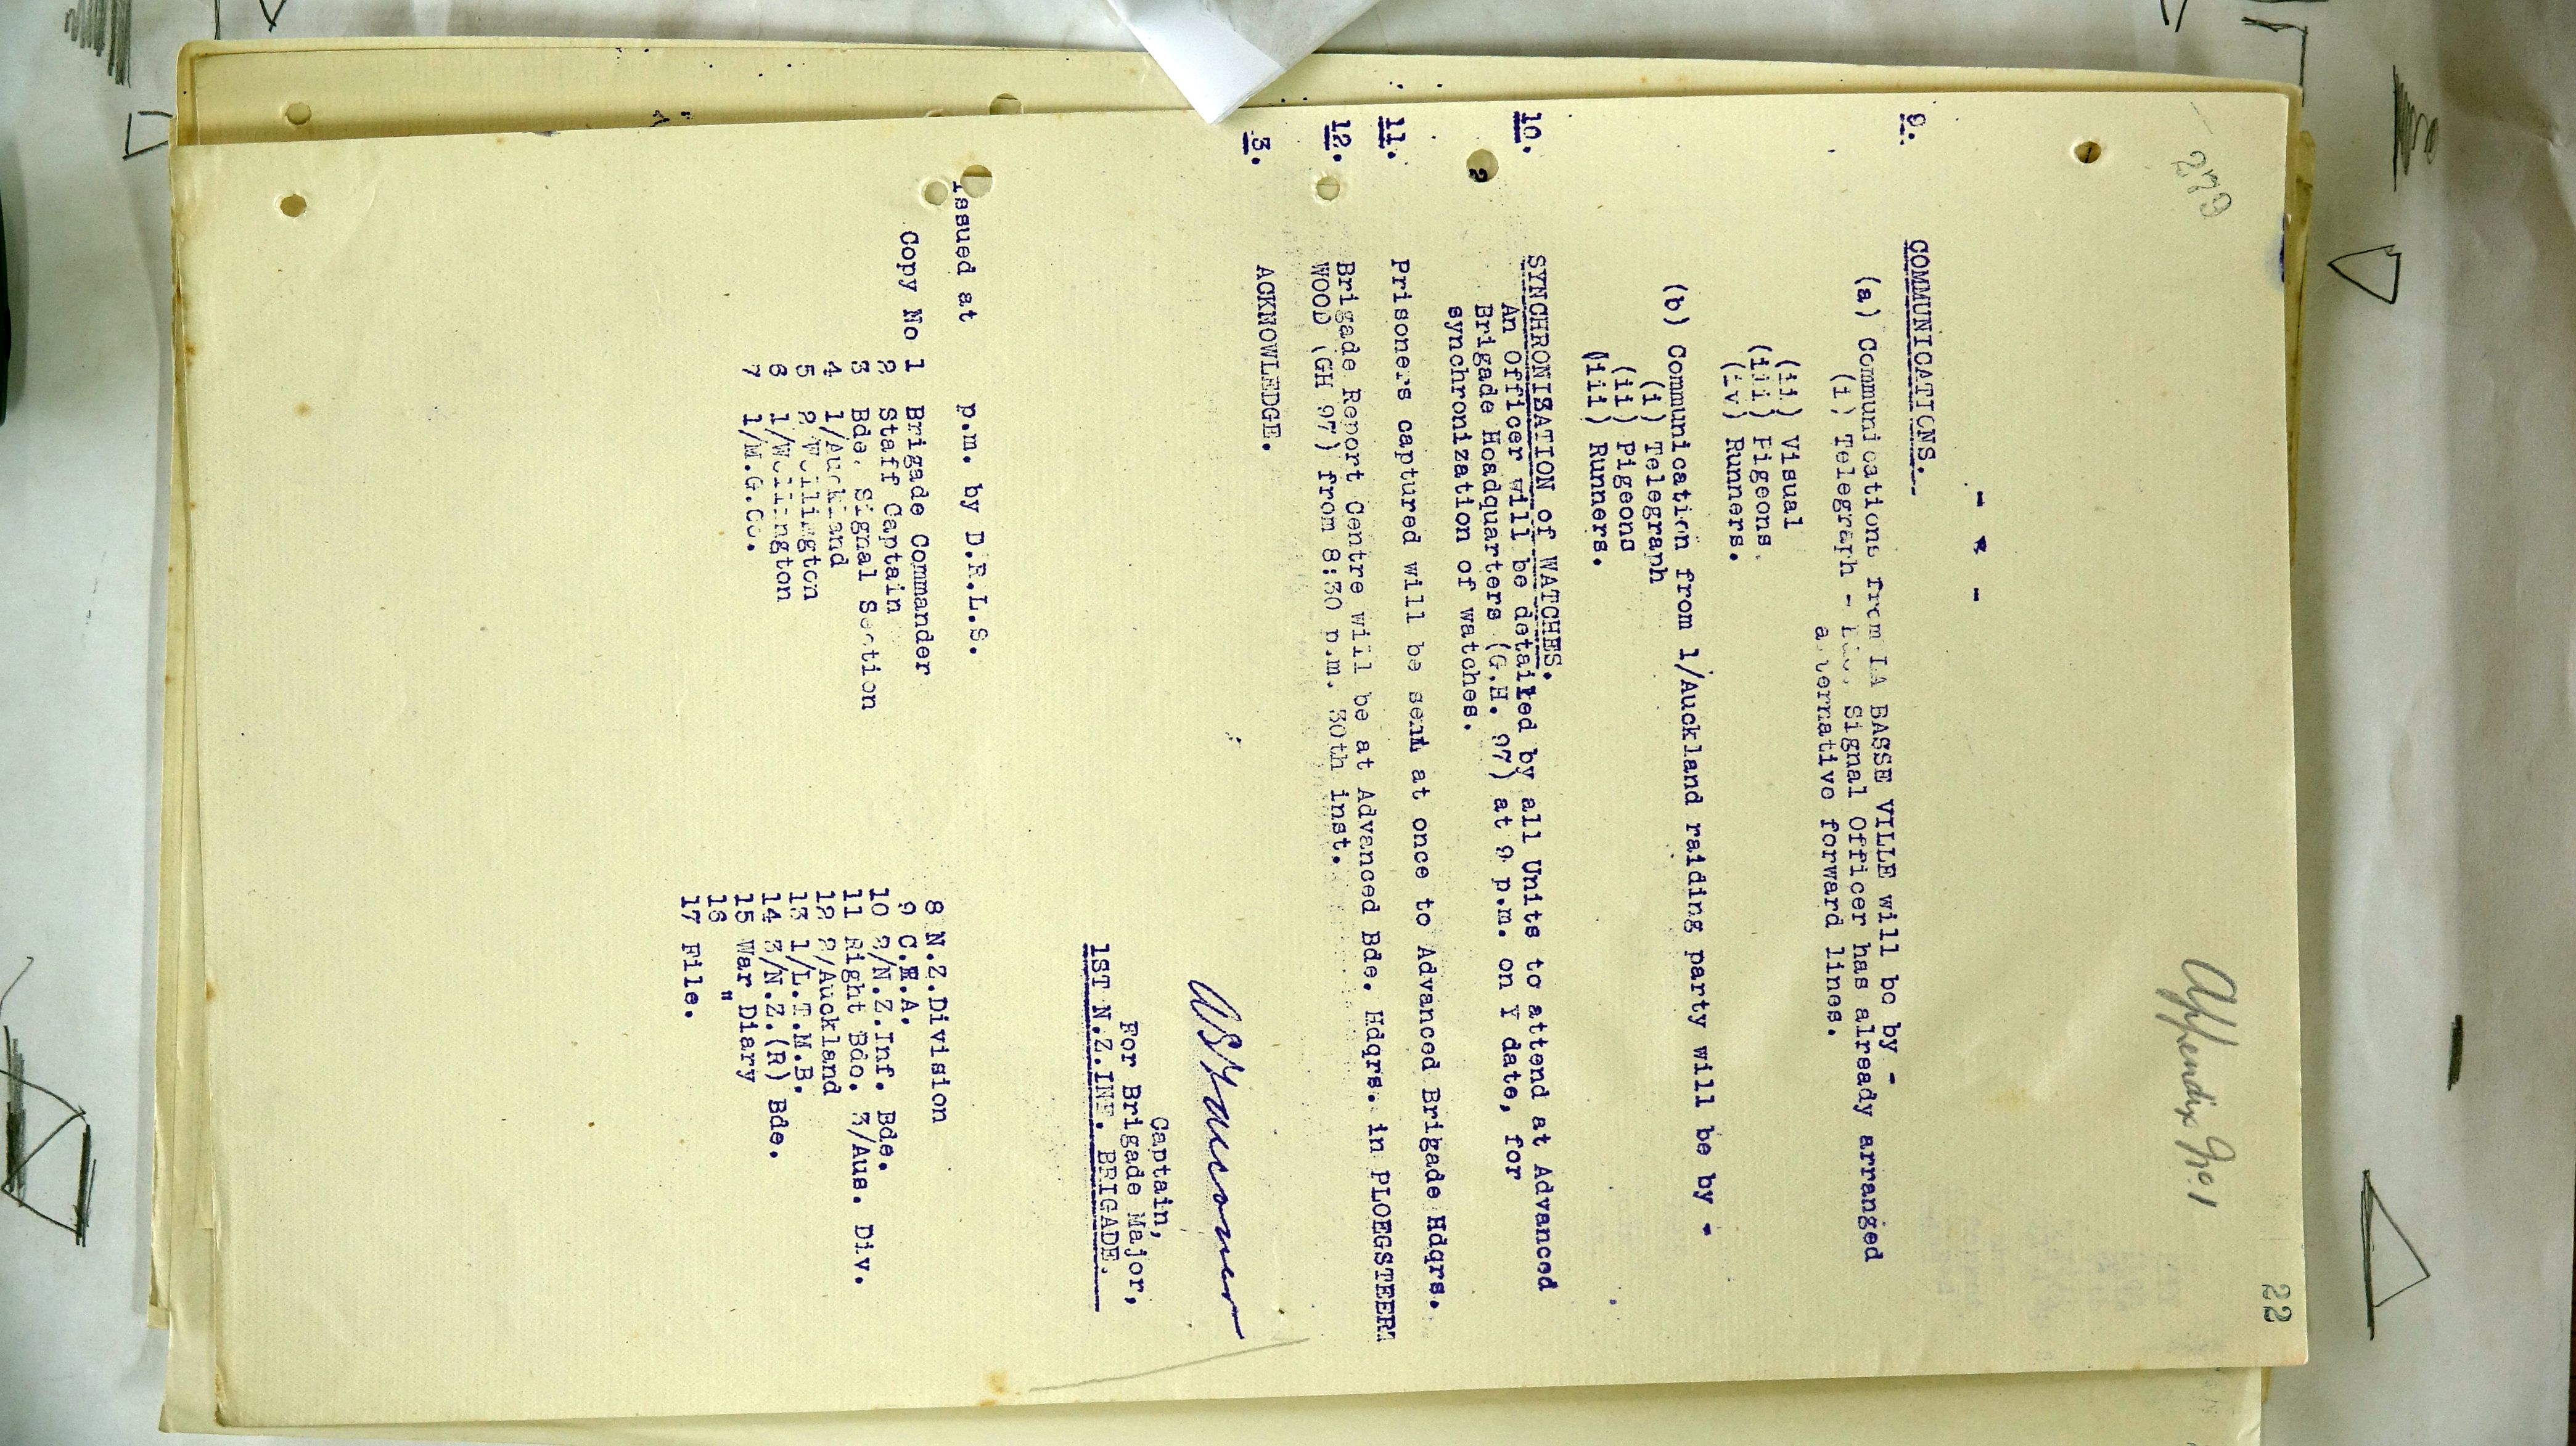 22
279
Appendix No. 1
9. COMMUNICATIONS.--
(a) Communications from LA BASSE VILLE will be by -
(i) Telegraph - Bde. Signal Officer has already arranged
alternative forward lines.
(ii) Visual
(iii) Pigeons.
(iv) Runners.
(b) Communication from 1/Auckland raiding party will be by -
(i) Telegraph
(ii) Pigeons
(iii) Runners.
10. SYNCHRONISATION of WATCHES.
An Officer will be detailed by all Units to attend at Advanced
Brigade Headquarters (G.H. 97) at 9 p.m. on Y date, for
synchronization of watches.
11. Prisoners captured will be sent at once to Advanced Brigade Hdqrs.
12. Brigade Report Centre will be at Advanced Bde. Hdqrs. in PLOEGSTEERT
WOOD (GH 97) from 8:30 p.m. 30th inst.
13. ACKNOWLEDGE.
Captain,
For Brigade Major,
1ST N.Z.INF. BRIGADE.
Issued at p.m. by D.R.L.S.
Copy No 1 Brigade Commander
2 Staff Captain
3 Bde. Signal Section
4 1/Auckland
5 2/Wellington
6 1/Wellington
7 1/M.G.Co.
8 N.Z.Division
9 C.R.A.
10 2/N.Z.Inf. Bde.
11 Right Bde. 3/Aus. Div.
12 2/Auckland
13 1/L.T.M.B.
14 3/N.Z.(R) Bde.
15 War Diary
16 "
17 File.